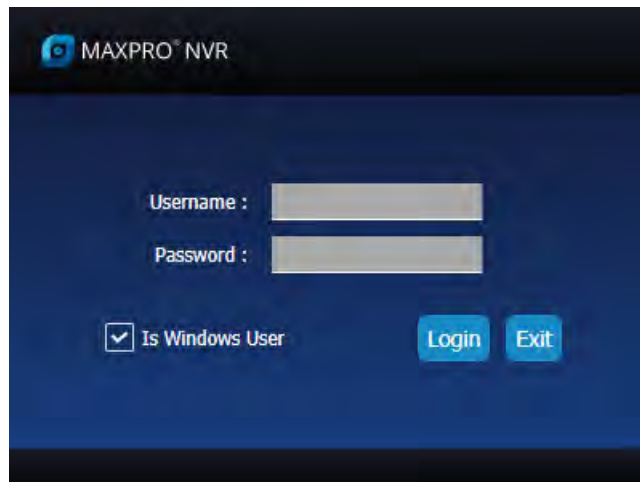 MAXPRO® NVR
Username :
Password :
Is Windows User
Login
Exit